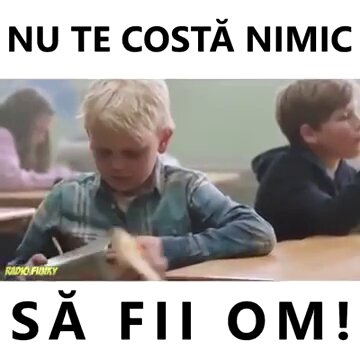 NU TE COSTĂ NIMIC
RADIO FUNKY
SĂ FII OM!